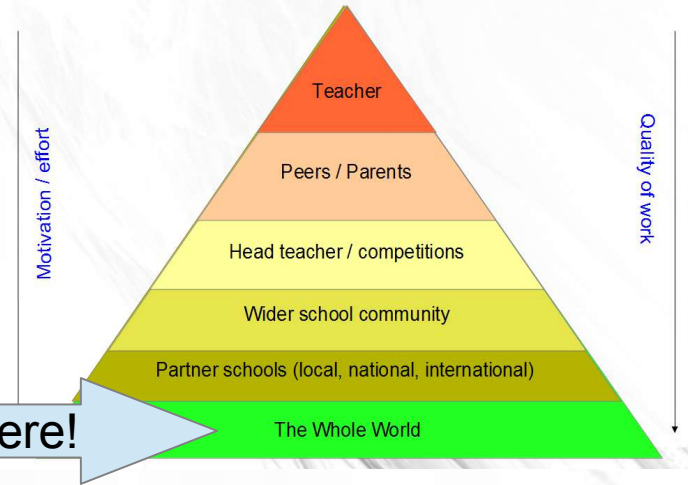 Teacher
Peers / Parents
Head teacher / competitions
Wider school community
Partner schools (local, national, international)
The Whole World
Motivation / effort
Quality of work
ere!